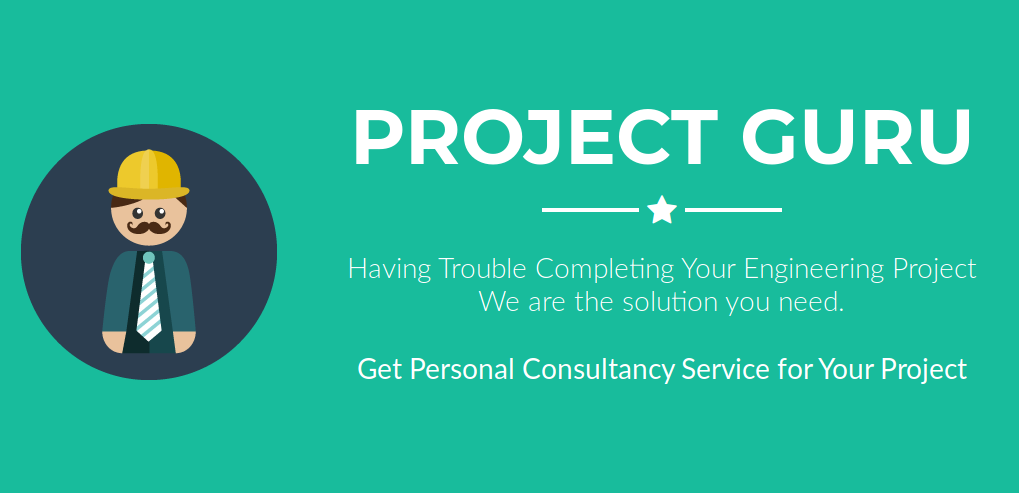 PROJECT GURU
Having Trouble Completing Your Engineering Project
We are the solution you need.
Get Personal Consultancy Service for Your Project